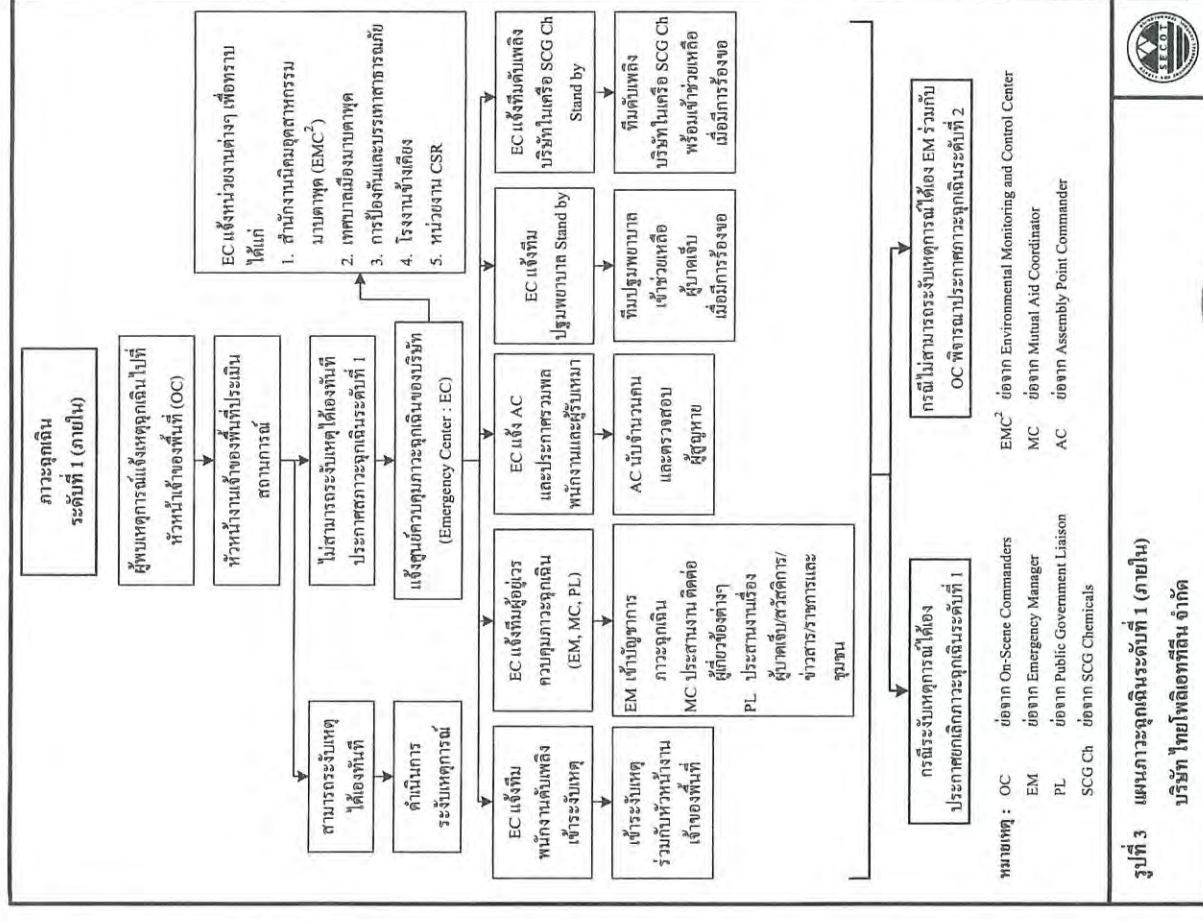 ภาวะฉุกเฉิน
ระดับที่ 1 (ภายใน)
ผู้พบเหตุการณ์แจ้งเหตุฉุกเฉินไปที่
หัวหน้าเจ้าของพื้นที่ (OC)
หัวหน้างานเจ้าของพื้นที่ประเมิน
สถานการณ์
สามารถระงับเหตุ
ได้เองทันที
ดำเนินการ
ระงับเหตุการณ์
ไม่สามารถระงับเหตุได้เองทันที
ประกาศสภาวะฉุกเฉินระดับที่ 1
แจ้งศูนย์ควบคุมภาวะฉุกเฉินของบริษัท
(Emergency Center : EC)
EC แจ้งหน่วยงานต่างๆ เพื่อทราบ
ได้แก่
1. สำนักงานนิคมอุตสาหกรรม
มาบตาพุด (EMC²)
2. เทศบาลเมืองมาบตาพุด
3. การป้องกันและบรรเทาสาธารณภัย
4. โรงงานข้างเคียง
5. หน่วยงาน CSR
EC แจ้งทีม
พนักงานดับเพลิง
เข้าระงับเหตุ
เข้าระงับเหตุ
ร่วมกับหัวหน้างาน
เจ้าของพื้นที่
EC แจ้งทีมผู้อยู่เวร
ควบคุมภาวะฉุกเฉิน
(EM, MC, PL)
EM เข้าบัญชาการ
ภาวะฉุกเฉิน
MC ประสานงาน ติดต่อ
ผู้เกี่ยวข้องต่างๆ
PL ประสานงานเรื่อง
ผู้บาดเจ็บ/สวัสดิการ/
ข่าวสาร/ราชการและ
ชุมชน
EC แจ้ง AC
และประกาศรวมพล
พนักงานและผู้รับเหมา
AC นับจำนวนคน
และตรวจสอบ
ผู้สูญหาย
EC แจ้งทีม
ปฐมพยาบาล Stand by
ทีมปฐมพยาบาล
เข้าช่วยเหลือ
ผู้บาดเจ็บ
เมื่อมีการร้องขอ
EC แจ้งทีมดับเพลิง
บริษัทในเครือ SCG Ch
Stand by
ทีมดับเพลิง
บริษัทในเครือ SCG Ch
พร้อมเข้าช่วยเหลือ
เมื่อมีการร้องขอ
กรณีระงับเหตุการณ์ได้เอง
ประกาศยกเลิกภาวะฉุกเฉินระดับที่ 1
กรณีไม่สามารถระงับเหตุการณ์ได้เอง EM ร่วมกับ
OC พิจารณาประกาศภาวะฉุกเฉินระดับที่ 2
หมายเหตุ : OC ย่อจาก On-Scene Commanders
EM ย่อจาก Emergency Manager
PL ย่อจาก Public Government Liaison
SCG Ch ย่อจาก SCG Chemicals
EMC² ย่อจาก Environmental Monitoring and Control Center
MC ย่อจาก Mutual Aid Coordinator
AC ย่อจาก Assembly Point Commander
รูปที่ 3 แผนภาวะฉุกเฉินระดับที่ 1 (ภายใน)
บริษัท ไทยโพลิเอททีลีน จำกัด
SECOT